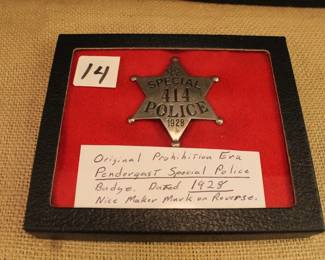 14
SPECIAL
414
POLICE
1928
Original Prohibition Era
Pendergast Special Police
Badge. Dated 1928
Nice Maker Mark on Reverse.